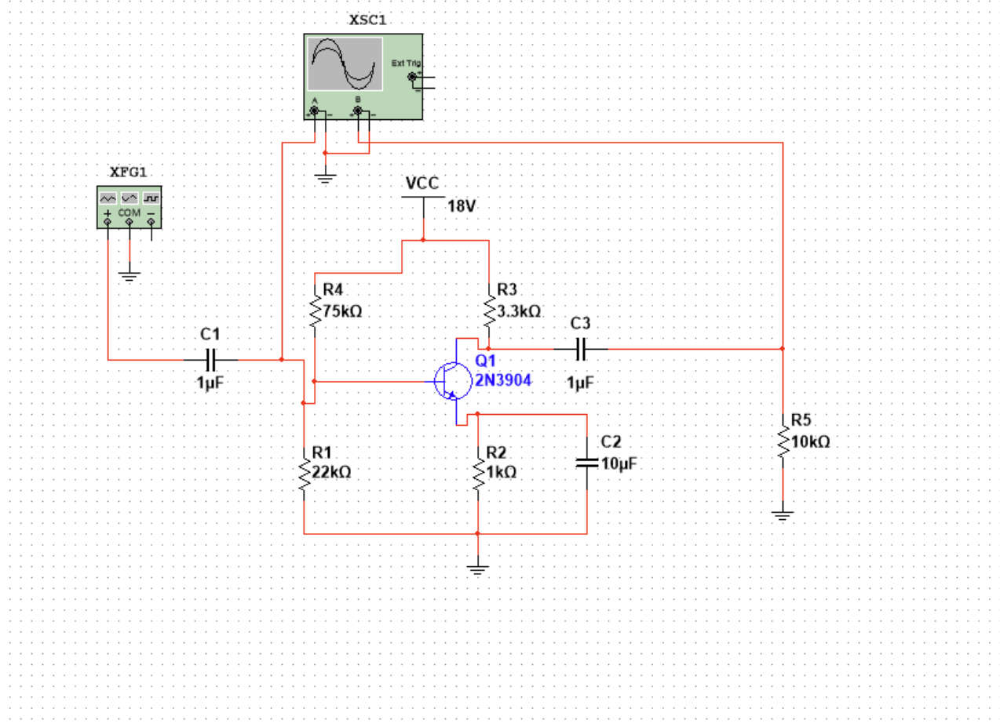 XSC1
Ext Trig
+
−
A
B
+ − + −
XFG1
+ COM −
VCC
18V
R4
75kΩ
R3
3.3kΩ
C1
1µF
C3
1µF
Q1
2N3904
R1
22kΩ
R2
1kΩ
C2
10µF
R5
10kΩ